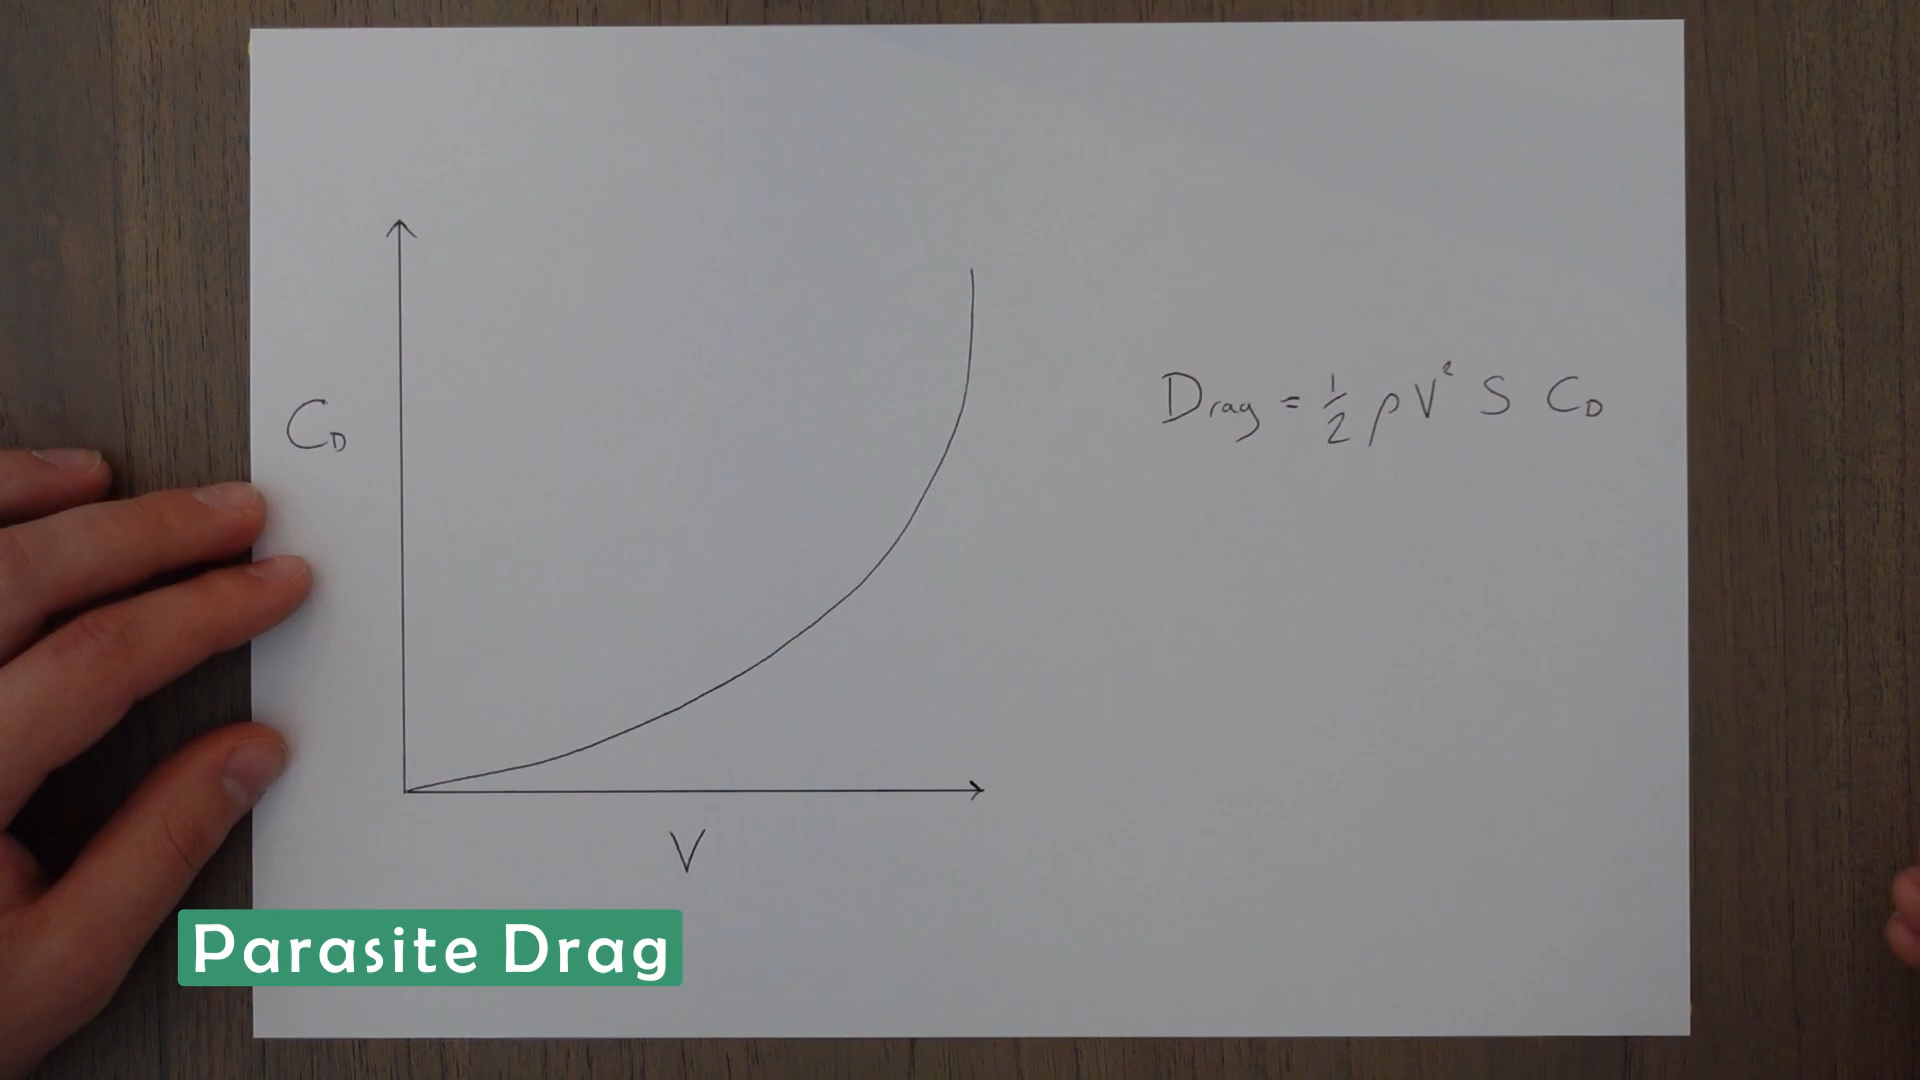 C_D
Drag = 1/2 ρ V² S C_D
V
Parasite Drag